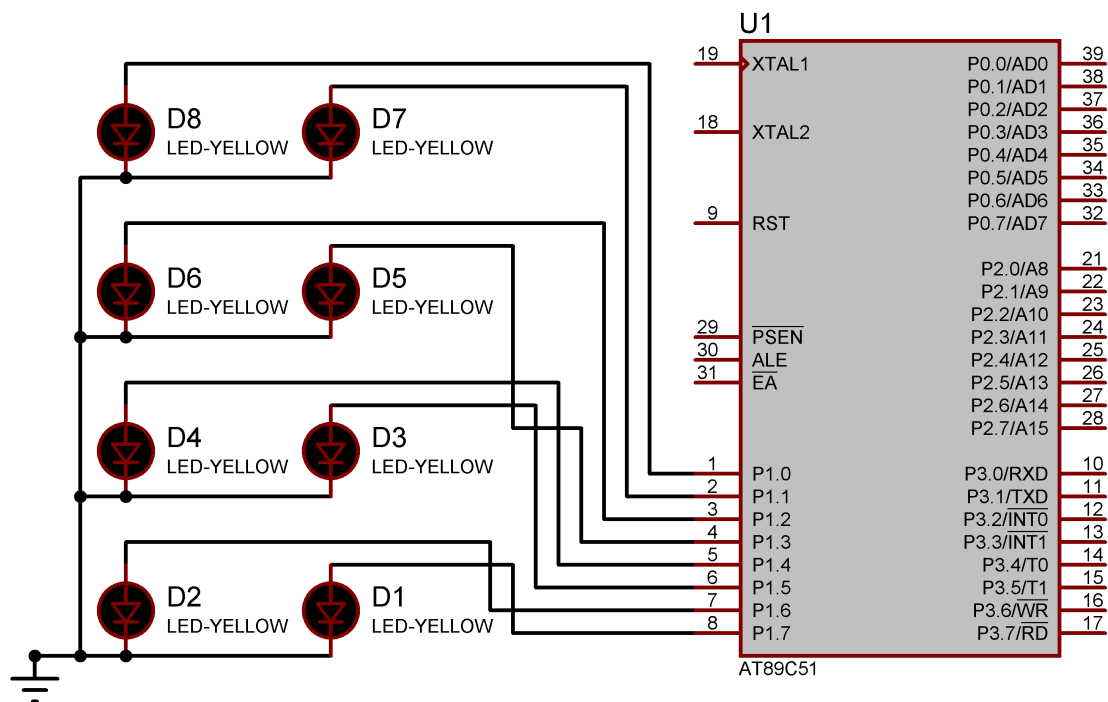 U1
D8
LED-YELLOW
D7
LED-YELLOW
D6
LED-YELLOW
D5
LED-YELLOW
D4
LED-YELLOW
D3
LED-YELLOW
D2
LED-YELLOW
D1
LED-YELLOW
19 XTAL1
18 XTAL2
9 RST
29 PSEN
30 ALE
31 EA
1 P1.0
2 P1.1
3 P1.2
4 P1.3
5 P1.4
6 P1.5
7 P1.6
8 P1.7
P0.0/AD0 39
P0.1/AD1 38
P0.2/AD2 37
P0.3/AD3 36
P0.4/AD4 35
P0.5/AD5 34
P0.6/AD6 33
P0.7/AD7 32
P2.0/A8 21
P2.1/A9 22
P2.2/A10 23
P2.3/A11 24
P2.4/A12 25
P2.5/A13 26
P2.6/A14 27
P2.7/A15 28
P3.0/RXD 10
P3.1/TXD 11
P3.2/INT0 12
P3.3/INT1 13
P3.4/T0 14
P3.5/T1 15
P3.6/WR 16
P3.7/RD 17
AT89C51